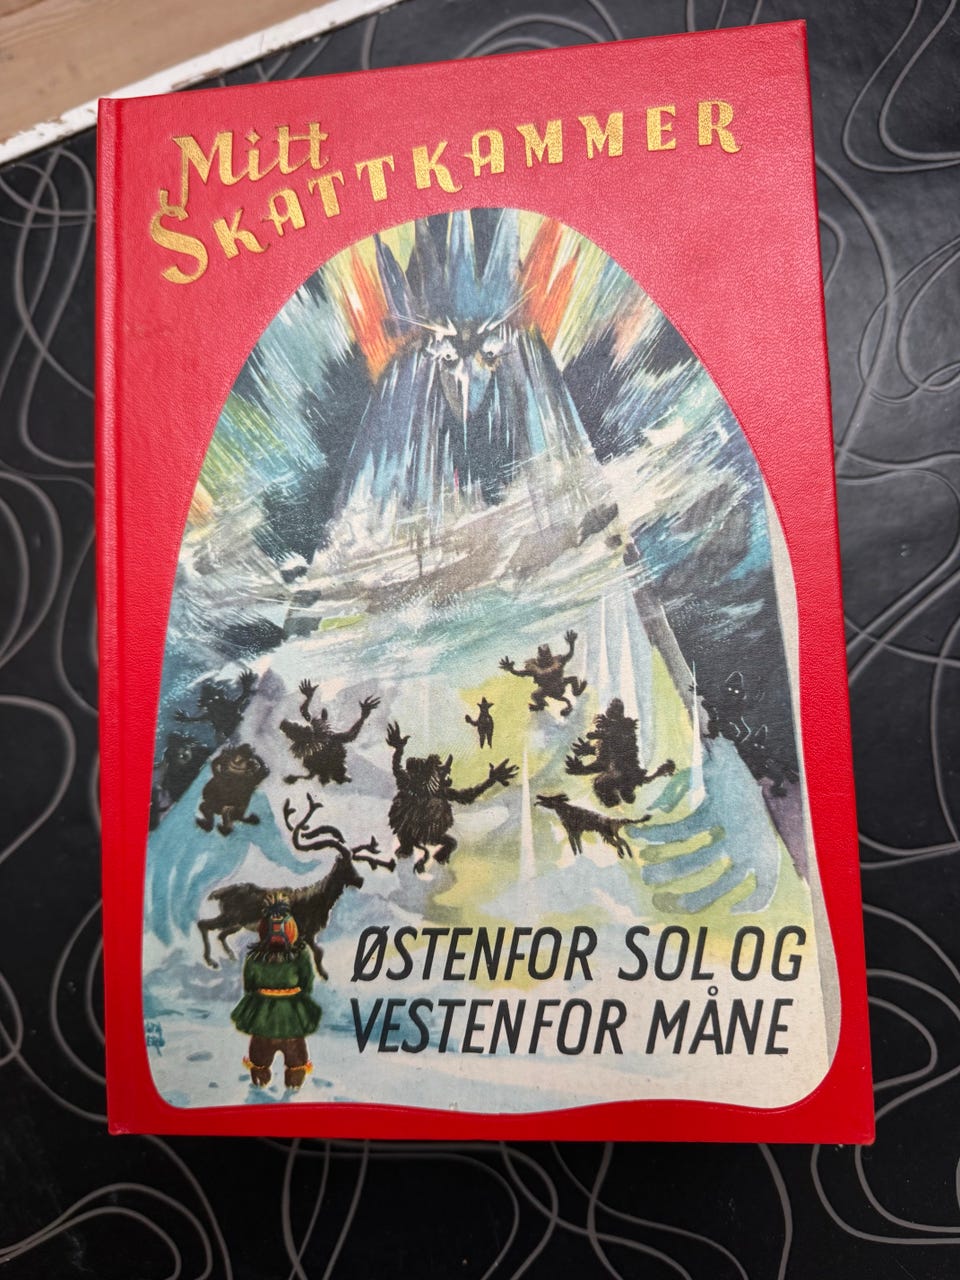 Mitt
SKATTKAMMER
ØSTENFOR SOL OG
VESTENFOR MÅNE